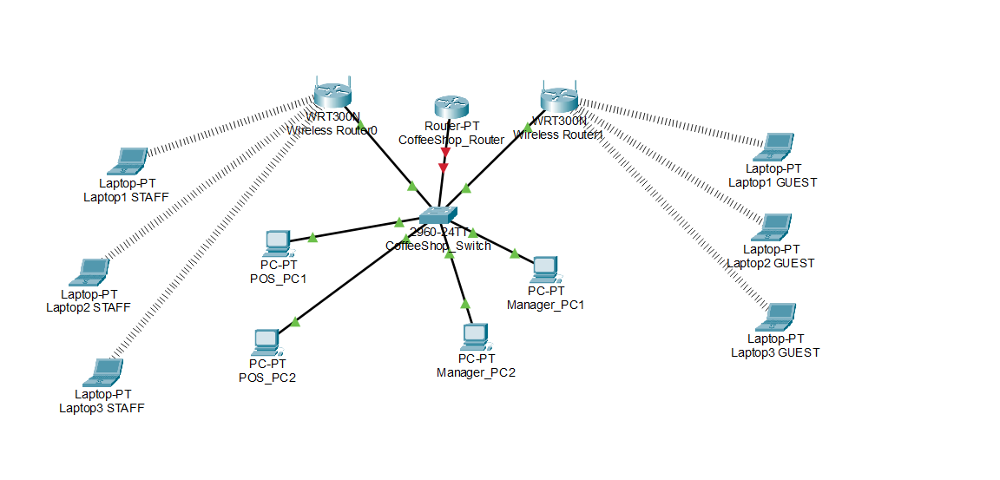 WRT300N
Wireless Router0
Router-PT
CoffeeShop_Router
WRT300N
Wireless Router1
Laptop-PT
Laptop1 STAFF
Laptop-PT
Laptop1 GUEST
2960-24TT
CoffeeShop_Switch
Laptop-PT
Laptop2 GUEST
PC-PT
POS_PC1
PC-PT
Manager_PC1
Laptop-PT
Laptop2 STAFF
Laptop-PT
Laptop3 GUEST
PC-PT
POS_PC2
PC-PT
Manager_PC2
Laptop-PT
Laptop3 STAFF